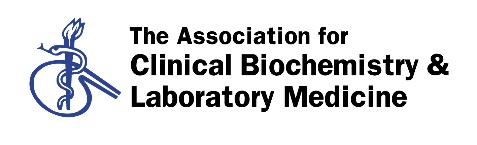 The Association for
Clinical Biochemistry &
Laboratory Medicine